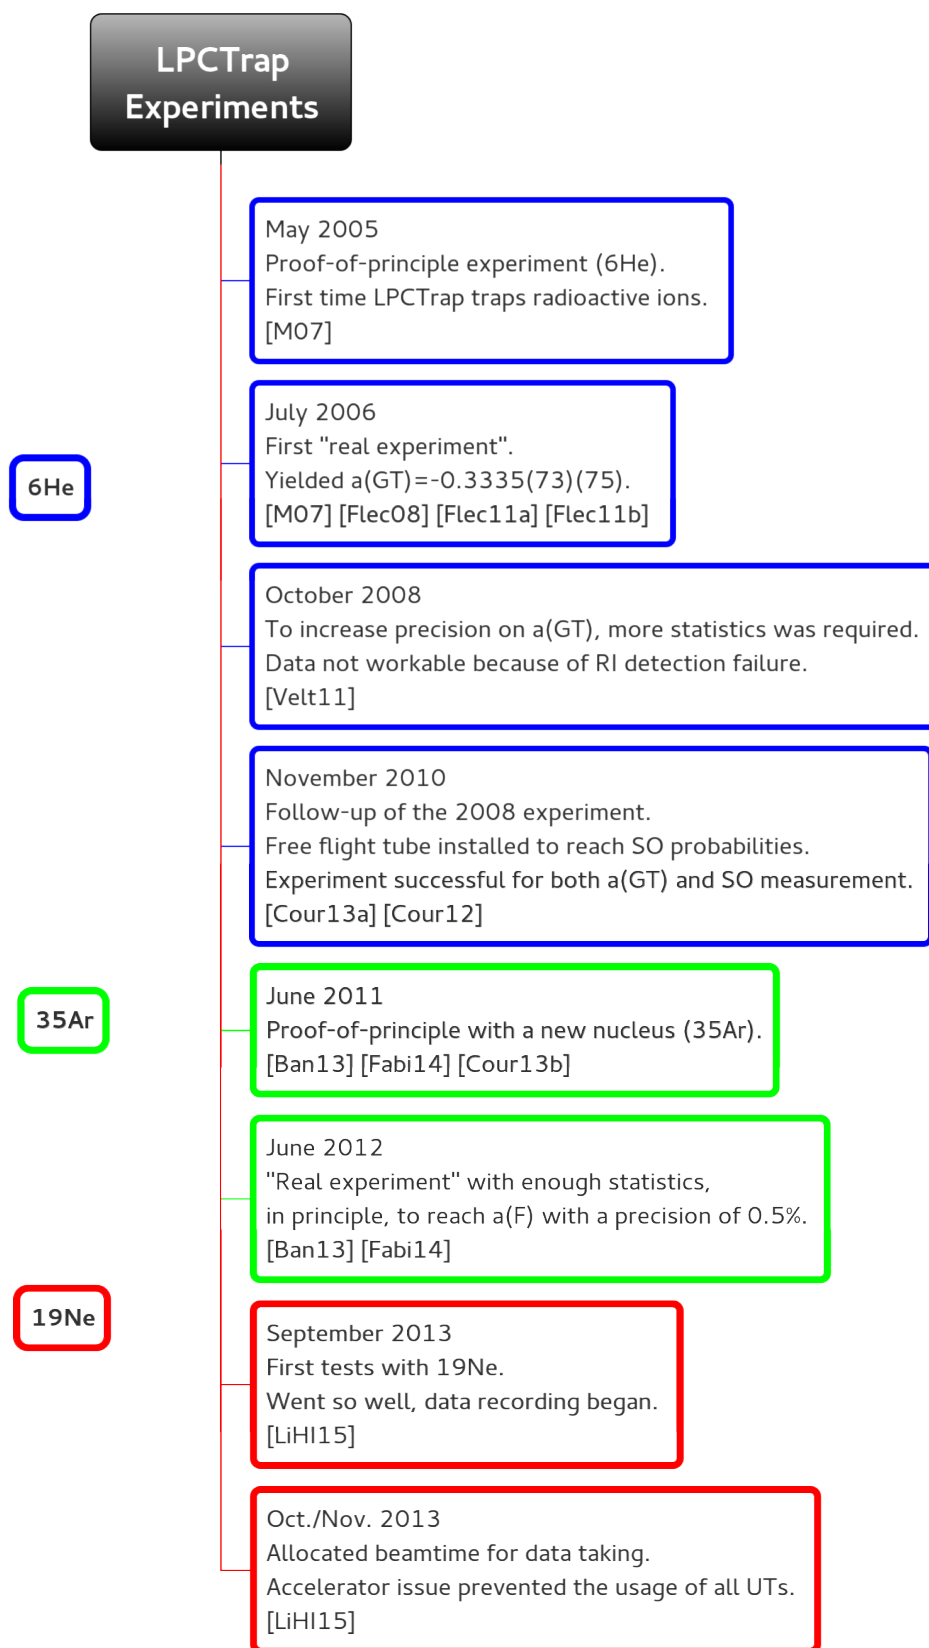 LPCTrap
Experiments
May 2005
Proof-of-principle experiment (6He).
First time LPCTrap traps radioactive ions.
[M07]
6He
July 2006
First "real experiment".
Yielded a(GT)=-0.3335(73)(75).
[M07] [Flec08] [Flec11a] [Flec11b]
October 2008
To increase precision on a(GT), more statistics was required.
Data not workable because of RI detection failure.
[Velt11]
November 2010
Follow-up of the 2008 experiment.
Free flight tube installed to reach SO probabilities.
Experiment successful for both a(GT) and SO measurement.
[Cour13a] [Cour12]
35Ar
June 2011
Proof-of-principle with a new nucleus (35Ar).
[Ban13] [Fabi14] [Cour13b]
June 2012
"Real experiment" with enough statistics,
in principle, to reach a(F) with a precision of 0.5%.
[Ban13] [Fabi14]
19Ne
September 2013
First tests with 19Ne.
Went so well, data recording began.
[LiHI15]
Oct./Nov. 2013
Allocated beamtime for data taking.
Accelerator issue prevented the usage of all UTs.
[LiHI15]